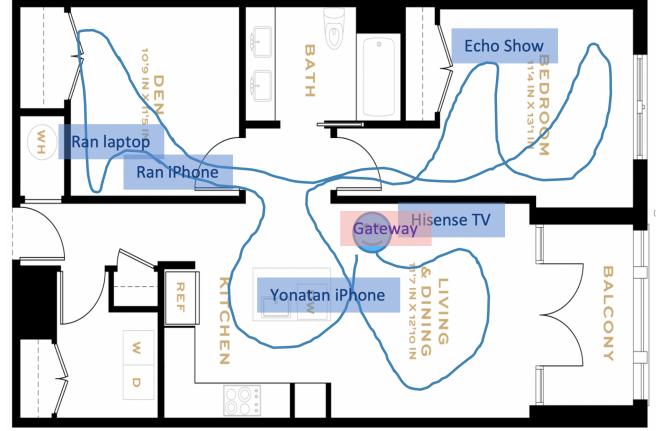 Echo Show
BATH
DEN
10'9 IN X 11'5 IN
BEDROOM
11'4 IN X 13'1 IN
WH
Ran laptop
Ran iPhone
Gateway
Hisense TV
REF
KITCHEN
Yonatan iPhone
DW
LIVING
& DINING
11'7 IN X 12'10 IN
BALCONY
W
D